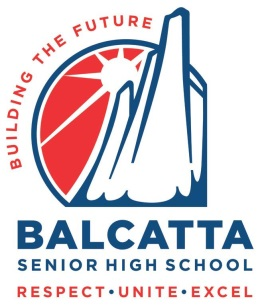 BUILDING THE FUTURE
BALCATTA
SENIOR HIGH SCHOOL
RESPECT • UNITE • EXCEL